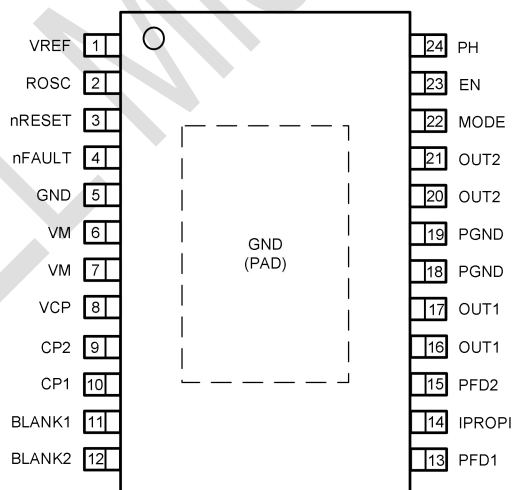 VREF 1
ROSC 2
nRESET 3
nFAULT 4
GND 5
VM 6
VM 7
VCP 8
CP2 9
CP1 10
BLANK1 11
BLANK2 12
GND
(PAD)
24 PH
23 EN
22 MODE
21 OUT2
20 OUT2
19 PGND
18 PGND
17 OUT1
16 OUT1
15 PFD2
14 IPROPI
13 PFD1